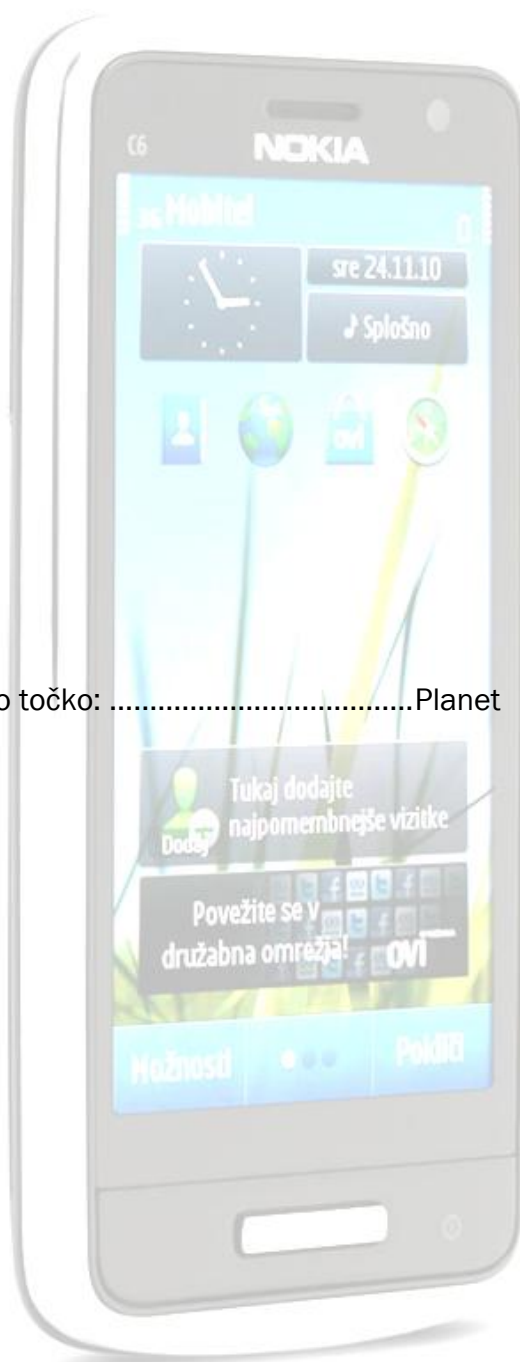 C6
NOKIA
3G Mobitel
sre 24.11.10
♪ Splošno
ovi
o točko: ....................................Planet
Tukaj dodajte
najpomembnejše vizitke
Dodaj
Povežite se v
družabna omrežja!
ovi
Možnosti
Pokliči